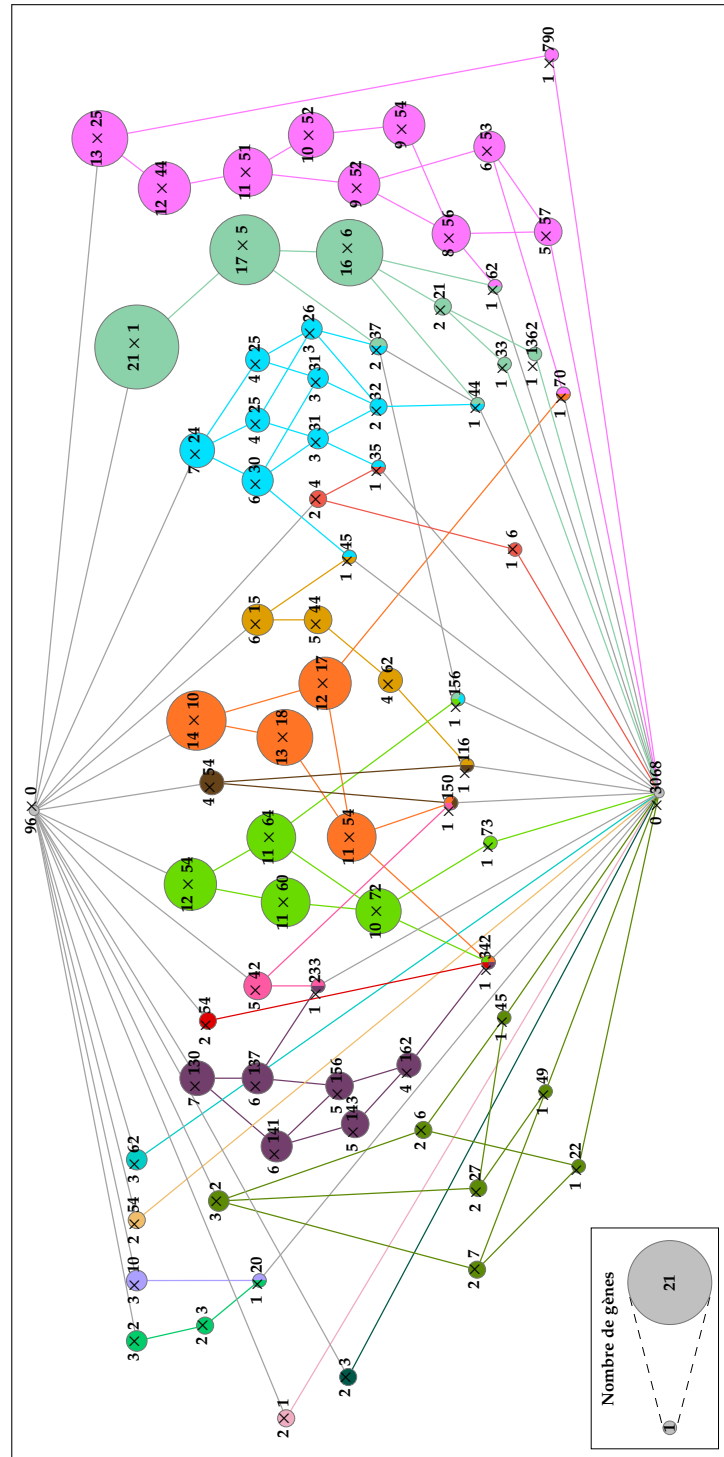 96 × 0
13 × 25
1 × 790
12 × 44
11 × 51
10 × 52
9 × 54
9 × 52
6 × 53
8 × 56
5 × 57
1 × 62
17 × 5
16 × 6
21 × 1
2 × 21
1 × 33
1 × 1362
1 × 70
7 × 24
4 × 25
4 × 25
3 × 26
3 × 31
3 × 31
2 × 37
2 × 32
1 × 44
6 × 30
1 × 35
2 × 4
1 × 6
1 × 45
6 × 15
5 × 44
4 × 62
1 × 116
1 × 156
14 × 10
13 × 18
12 × 17
11 × 54
4 × 54
1 × 150
12 × 54
11 × 64
11 × 60
10 × 72
1 × 73
1 × 342
5 × 42
1 × 233
2 × 54
7 × 130
6 × 137
6 × 141
5 × 156
5 × 143
4 × 162
3 × 62
2 × 54
3 × 10
3 × 2
2 × 3
1 × 20
3 × 2
2 × 6
2 × 27
2 × 7
1 × 45
1 × 49
1 × 22
2 × 1
2 × 3
0 × 3068
Nombre de gènes
1
21